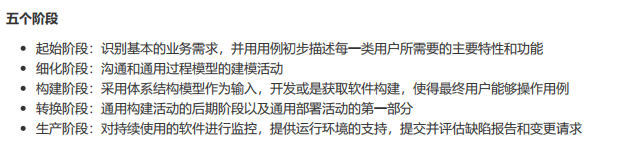 五个阶段
起始阶段：识别基本的业务需求，并用用例初步描述每一类用户所需要的主要特性和功能
细化阶段：沟通和通用过程模型的建模活动
构建阶段：采用体系结构模型作为输入，开发或是获取软件构建，使得最终用户能够操作用例
转换阶段：通用构建活动的后期阶段以及通用部署活动的第一部分
生产阶段：对持续使用的软件进行监控，提供运行环境的支持，提交并评估缺陷报告和变更请求